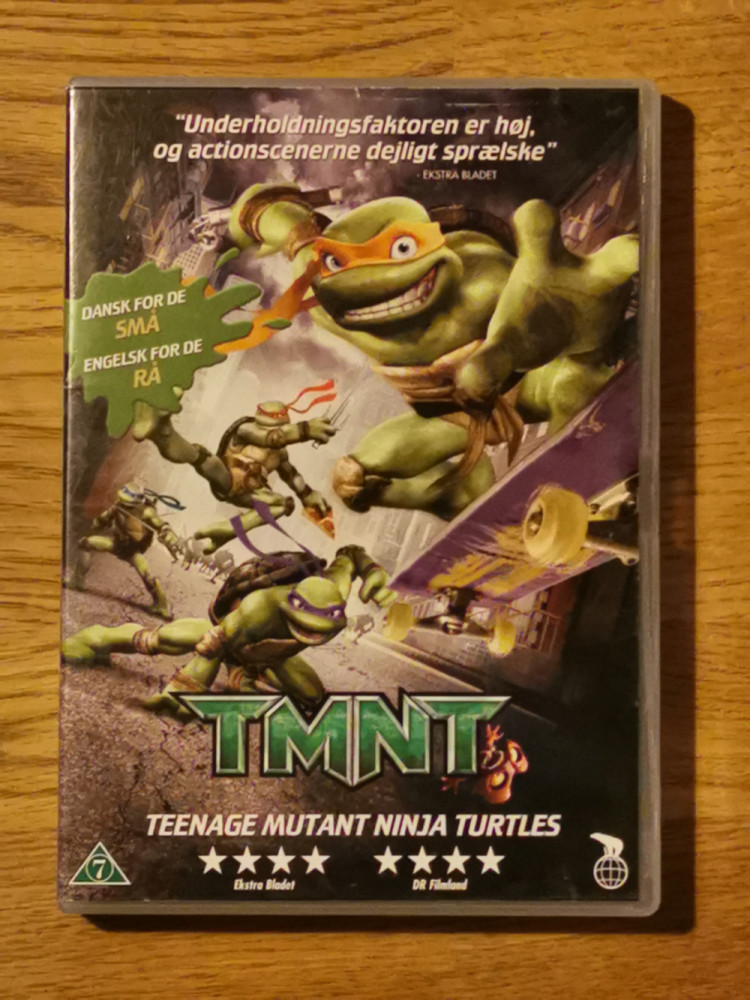 “Underholdningsfaktoren er høj,
og actionscenerne dejligt sprælske”
- EKSTRA BLADET
DANSK FOR DE
SMÅ
ENGELSK FOR DE
RÅ
TMNT
TEENAGE MUTANT NINJA TURTLES
7
Ekstra Bladet
DR Filmland